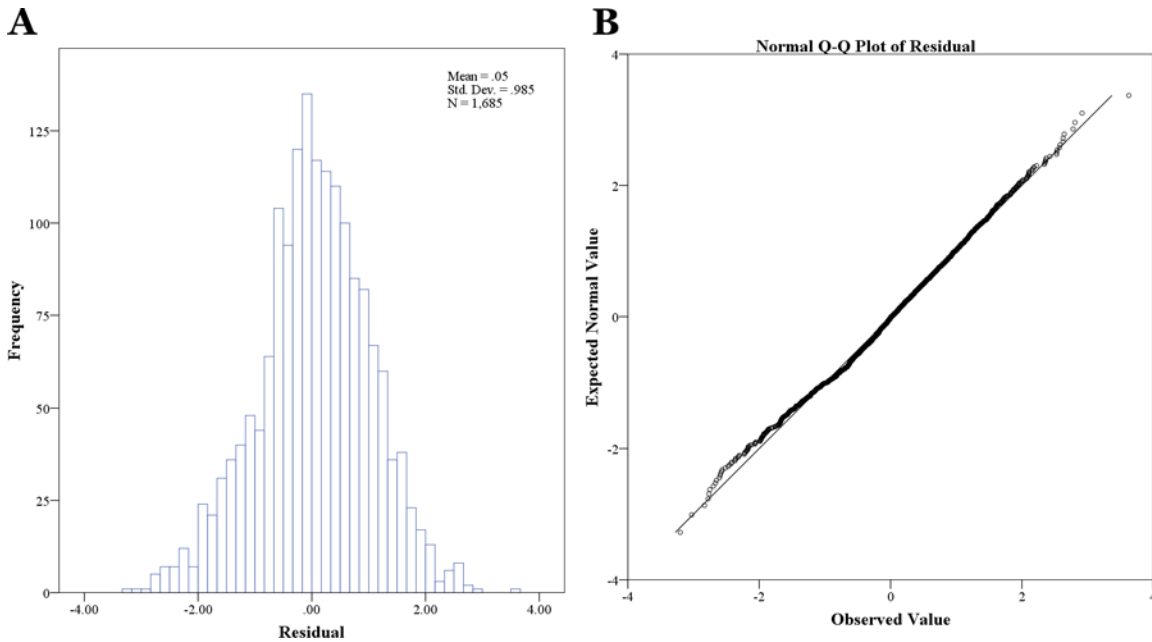 A
Mean = .05
Std. Dev. = .985
N = 1,685
125
100
75
50
25
0
-4.00 -2.00 .00 2.00 4.00
Frequency
Residual
B
Normal Q-Q Plot of Residual
4
2
0
-2
-4
-4 -2 0 2 4
Expected Normal Value
Observed Value